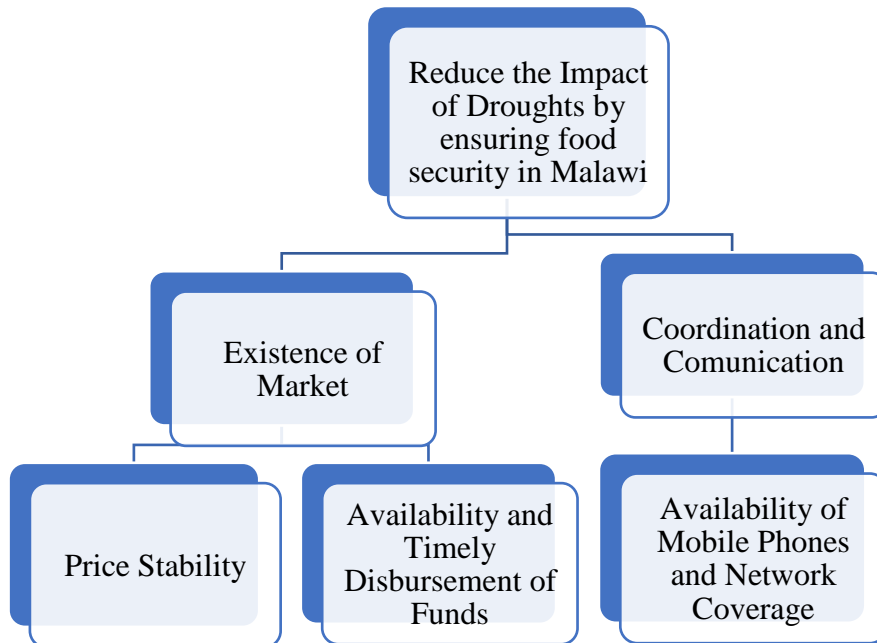 Reduce the Impact
of Droughts by
ensuring food
security in Malawi
Existence of
Market
Coordination and
Comunication
Price Stability
Availability and
Timely
Disbursement of
Funds
Availability of
Mobile Phones
and Network
Coverage